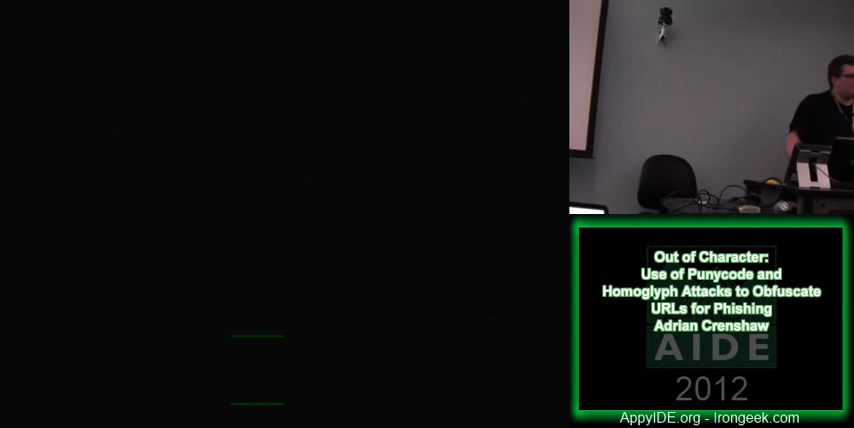 Out of Character:
Use of Punycode and
Homoglyph Attacks to Obfuscate
URLs for Phishing
Adrian Crenshaw
AIDE
2012
AppyIDE.org - Irongeek.com